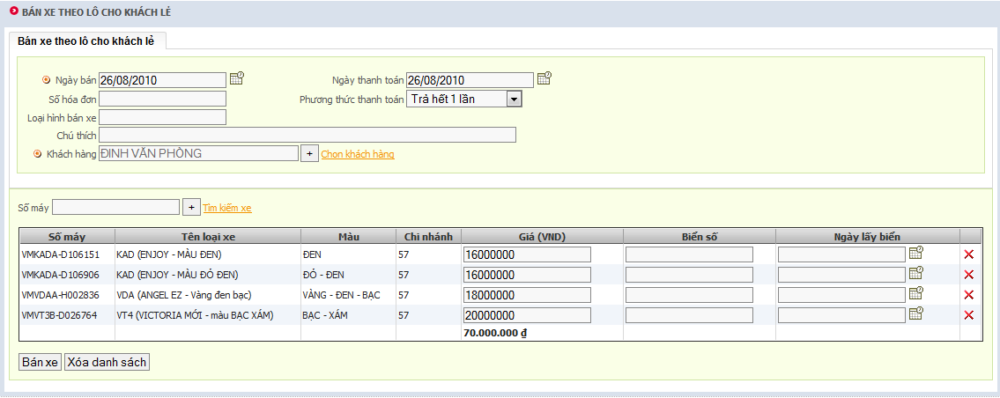 BÁN XE THEO LÔ CHO KHÁCH LẺ
Bán xe theo lô cho khách lẻ
Ngày bán 26/08/2010 Ngày thanh toán 26/08/2010
Số hóa đơn Phương thức thanh toán Trả hết 1 lần
Loại hình bán xe
Chú thích
Khách hàng ĐINH VĂN PHÒNG + Chọn khách hàng
Số máy + Tìm kiếm xe
Số máy Tên loại xe Màu Chi nhánh Giá (VND) Biển số Ngày lấy biển
VMKADA-D106151 KAD (ENJOY - MÀU ĐEN) ĐEN 57 16000000
VMKADA-D106906 KAD (ENJOY - MÀU ĐỎ ĐEN) ĐỎ - ĐEN 57 16000000
VMVDAA-H002836 VDA (ANGEL EZ - Vàng đen bạc) VÀNG - ĐEN - BẠC 57 18000000
VMVT3B-D026764 VT4 (VICTORIA MỚI - màu BẠC XÁM) BẠC - XÁM 57 20000000
70.000.000 ₫
Bán xe Xóa danh sách